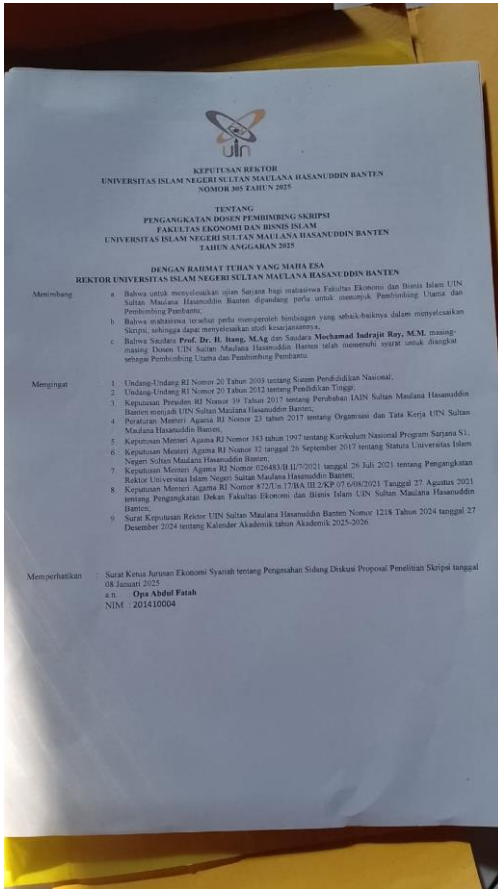 UIN
KEPUTUSAN REKTOR
UNIVERSITAS ISLAM NEGERI SULTAN MAULANA HASANUDDIN BANTEN
NOMOR 305 TAHUN 2025
TENTANG
PENGANGKATAN DOSEN PEMBIMBING SKRIPSI
FAKULTAS EKONOMI DAN BISNIS ISLAM
UNIVERSITAS ISLAM NEGERI SULTAN MAULANA HASANUDDIN BANTEN
TAHUN ANGGARAN 2025
DENGAN RAHMAT TUHAN YANG MAHA ESA
REKTOR UNIVERSITAS ISLAM NEGERI SULTAN MAULANA HASANUDDIN BANTEN
Menimbang : a. Bahwa untuk menyelesaikan ujian Sarjana bagi mahasiswa Fakultas Ekonomi dan Bisnis Islam UIN
Sultan Maulana Hasanuddin Banten dipandang perlu untuk menunjuk Pembimbing Utama dan
Pembimbing Pembantu.
b. Bahwa mahasiswa tersebut perlu memperoleh bimbingan yang sebaik-baiknya dalam menyelesaikan
Skripsi, sehingga dapat menyelesaikan studi kesarjanaannya,
c. Bahwa Saudara Prof. Dr. H. Itang, M.Ag dan Saudara Mochamad Indrajit Roy, M.M. masing-
masing Dosen UIN Sultan Maulana Hasanuddin Banten telah memenuhi syarat untuk diangkat
sebagai Pembimbing Utama dan Pembimbing Pembantu.
Mengingat : 1. Undang-Undang RI Nomor 20 Tahun 2003 tentang Sistem Pendididikan Nasional;
2. Undang-Undang RI Nomor 20 Tahun 2012 tentang Pendidikan Tinggi;
3. Keputusan Presiden RI Nomor 39 Tahun 2017 tentang Perubahan IAIN Sultan Maulana Hasanuddin
Banten menjadi UIN Sultan Maulana Hasanuddin Banten;
4. Peraturan Menteri Agama RI Nomor 23 tahun 2017 tentang Organisasi dan Tata Kerja UIN Sultan
Maulana Hasanuddin Banten;
5. Keputusan Menteri Agama RI Nomor 383 tahun 1997 tentang Kurikulum Nasional Program Sarjana S1;
6. Keputusan Menteri RI Nomor 32 tanggal 26 September 2017 tentang Statuta Universitas Islam
Negeri Sultan Maulana Hasanuddin Banten;
7. Keputusan Menteri Agama RI Nomor 026483/B.II/7/2021 tanggal 26 Juli 2021 tentang Pengangkatan
Rektor Universitas Islam Negeri Sultan Maulana Hasanuddin Banten;
8. Keputusan Menteri Agama RI Nomor 872/Un.17/BA.III.2/KP.07.6/08/2021 Tanggal 27 Agustus 2021
tentang Pengangkatan Dekan Fakultas Ekonomi dan Bisnis Islam UIN Sultan Maulana Hasanuddin
Banten;
9. Surat Keputusan Rektor UIN Sultan Maulana Hasanuddin Banten Nomor 1218 Tahun 2024 tanggal 27
Desember 2024 tentang Kalender Akademik tahun Akademik 2025-2026
Memperhatikan : Surat Ketua Jurusan Ekonomi Syariah tentang Pengesahan Sidang Diskusi Proposal Penelitian Skripsi tanggal
08 Januari 2025
a.n. Opa Abdul Fatah
NIM : 201410004